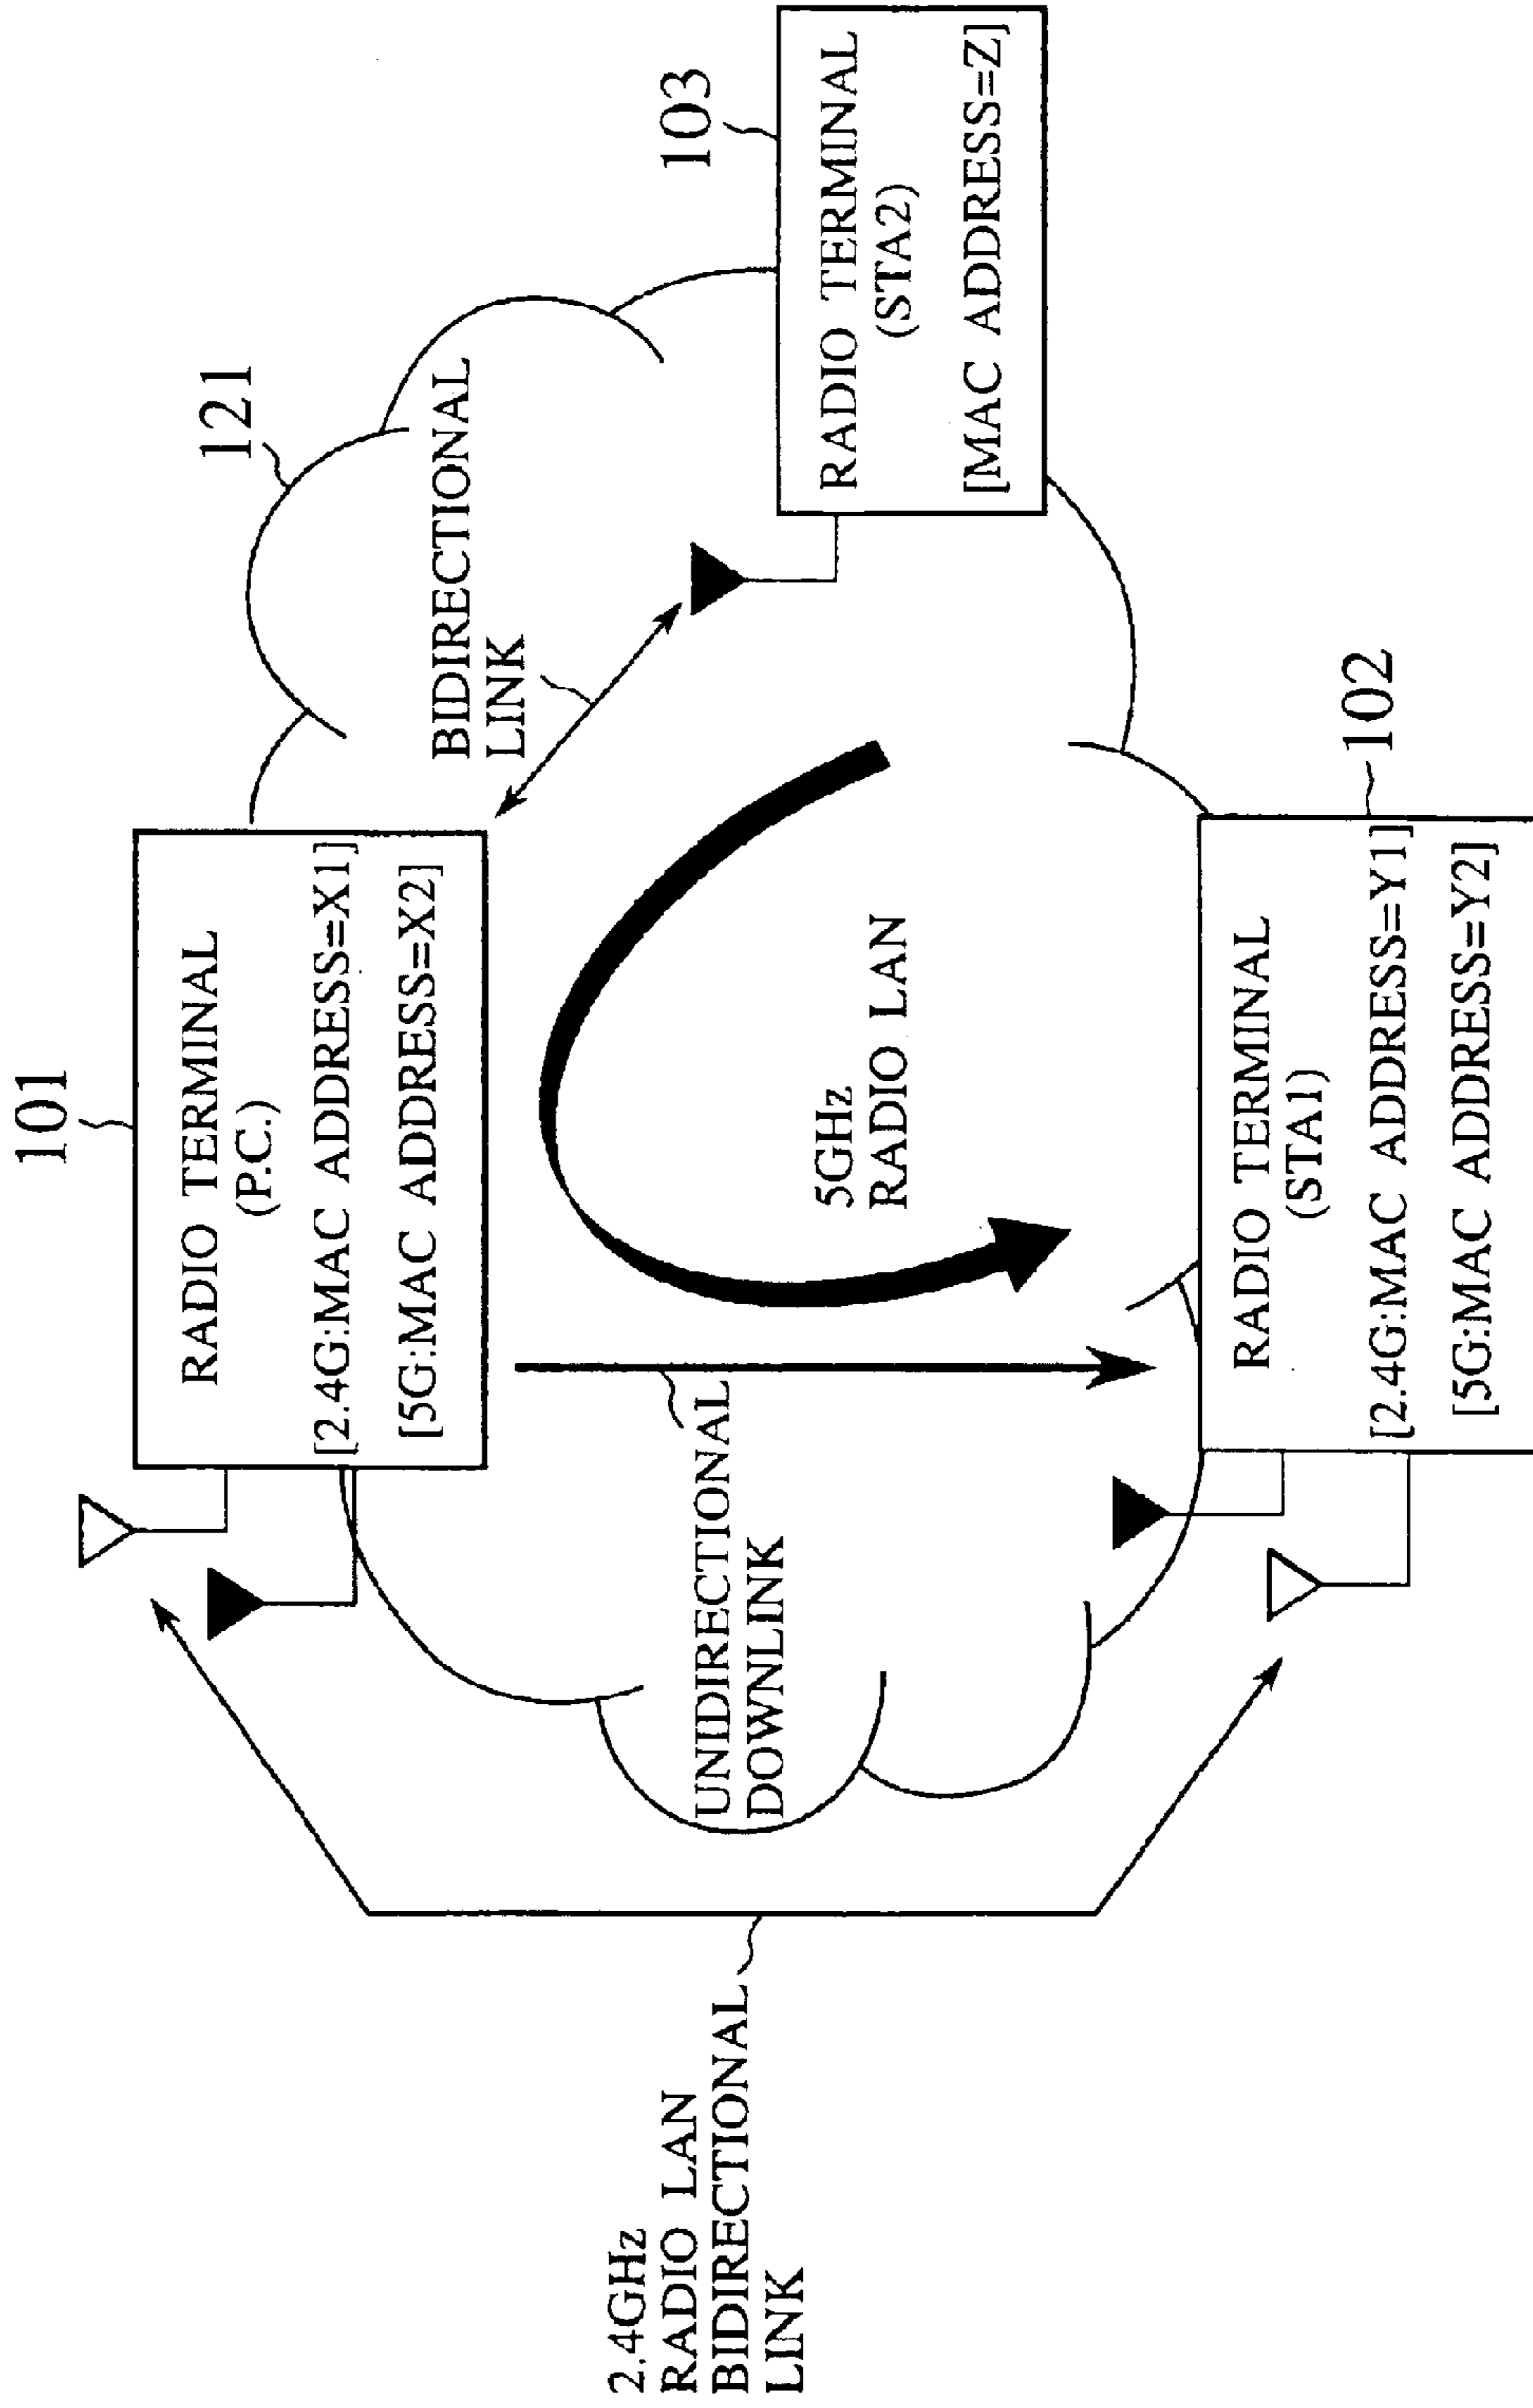 101
RADIO TERMINAL
(P.C.)
[2.4G:MAC ADDRESS=X1]
[5G:MAC ADDRESS=X2]
121
BIDIRECTIONAL
LINK
103
RADIO TERMINAL
(STA2)
[MAC ADDRESS=Z]
5GHz
RADIO LAN
UNIDIRECTIONAL
DOWNLINK
2.4GHz
RADIO LAN
BIDIRECTIONAL
LINK
102
RADIO TERMINAL
(STA1)
[2.4G:MAC ADDRESS=Y1]
[5G:MAC ADDRESS=Y2]